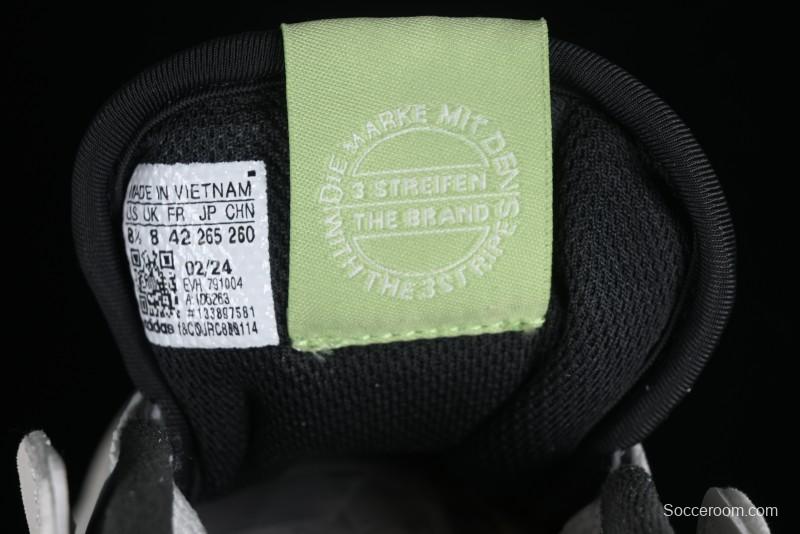 MADE IN VIETNAM
US UK FR JP CHN
8½ 8 42 265 260
02/24
EVH 791004
#133897581
adidas
DIE MARKE MIT DEN
3 STREIFEN
THE BRAND
WITH THE 3 STRIPES
Socceroom.com